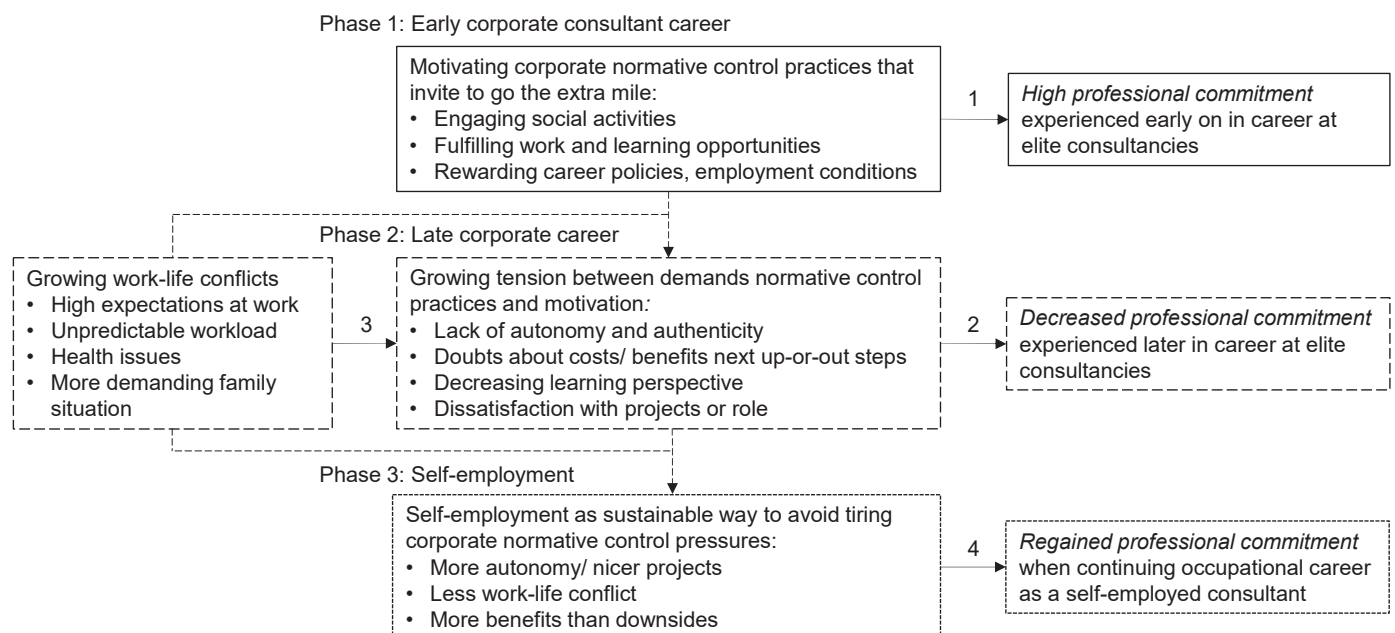 Phase 1: Early corporate consultant career
Motivating corporate normative control practices that
invite to go the extra mile:
• Engaging social activities
• Fulfilling work and learning opportunities
• Rewarding career policies, employment conditions
1
High professional commitment
experienced early on in career at
elite consultancies
Phase 2: Late corporate career
Growing work-life conflicts
• High expectations at work
• Unpredictable workload
• Health issues
• More demanding family
situation
3
Growing tension between demands normative control
practices and motivation:
• Lack of autonomy and authenticity
• Doubts about costs/ benefits next up-or-out steps
• Decreasing learning perspective
• Dissatisfaction with projects or role
2
Decreased professional commitment
experienced later in career at elite
consultancies
Phase 3: Self-employment
Self-employment as sustainable way to avoid tiring
corporate normative control pressures:
• More autonomy/ nicer projects
• Less work-life conflict
• More benefits than downsides
4
Regained professional commitment
when continuing occupational career
as a self-employed consultant